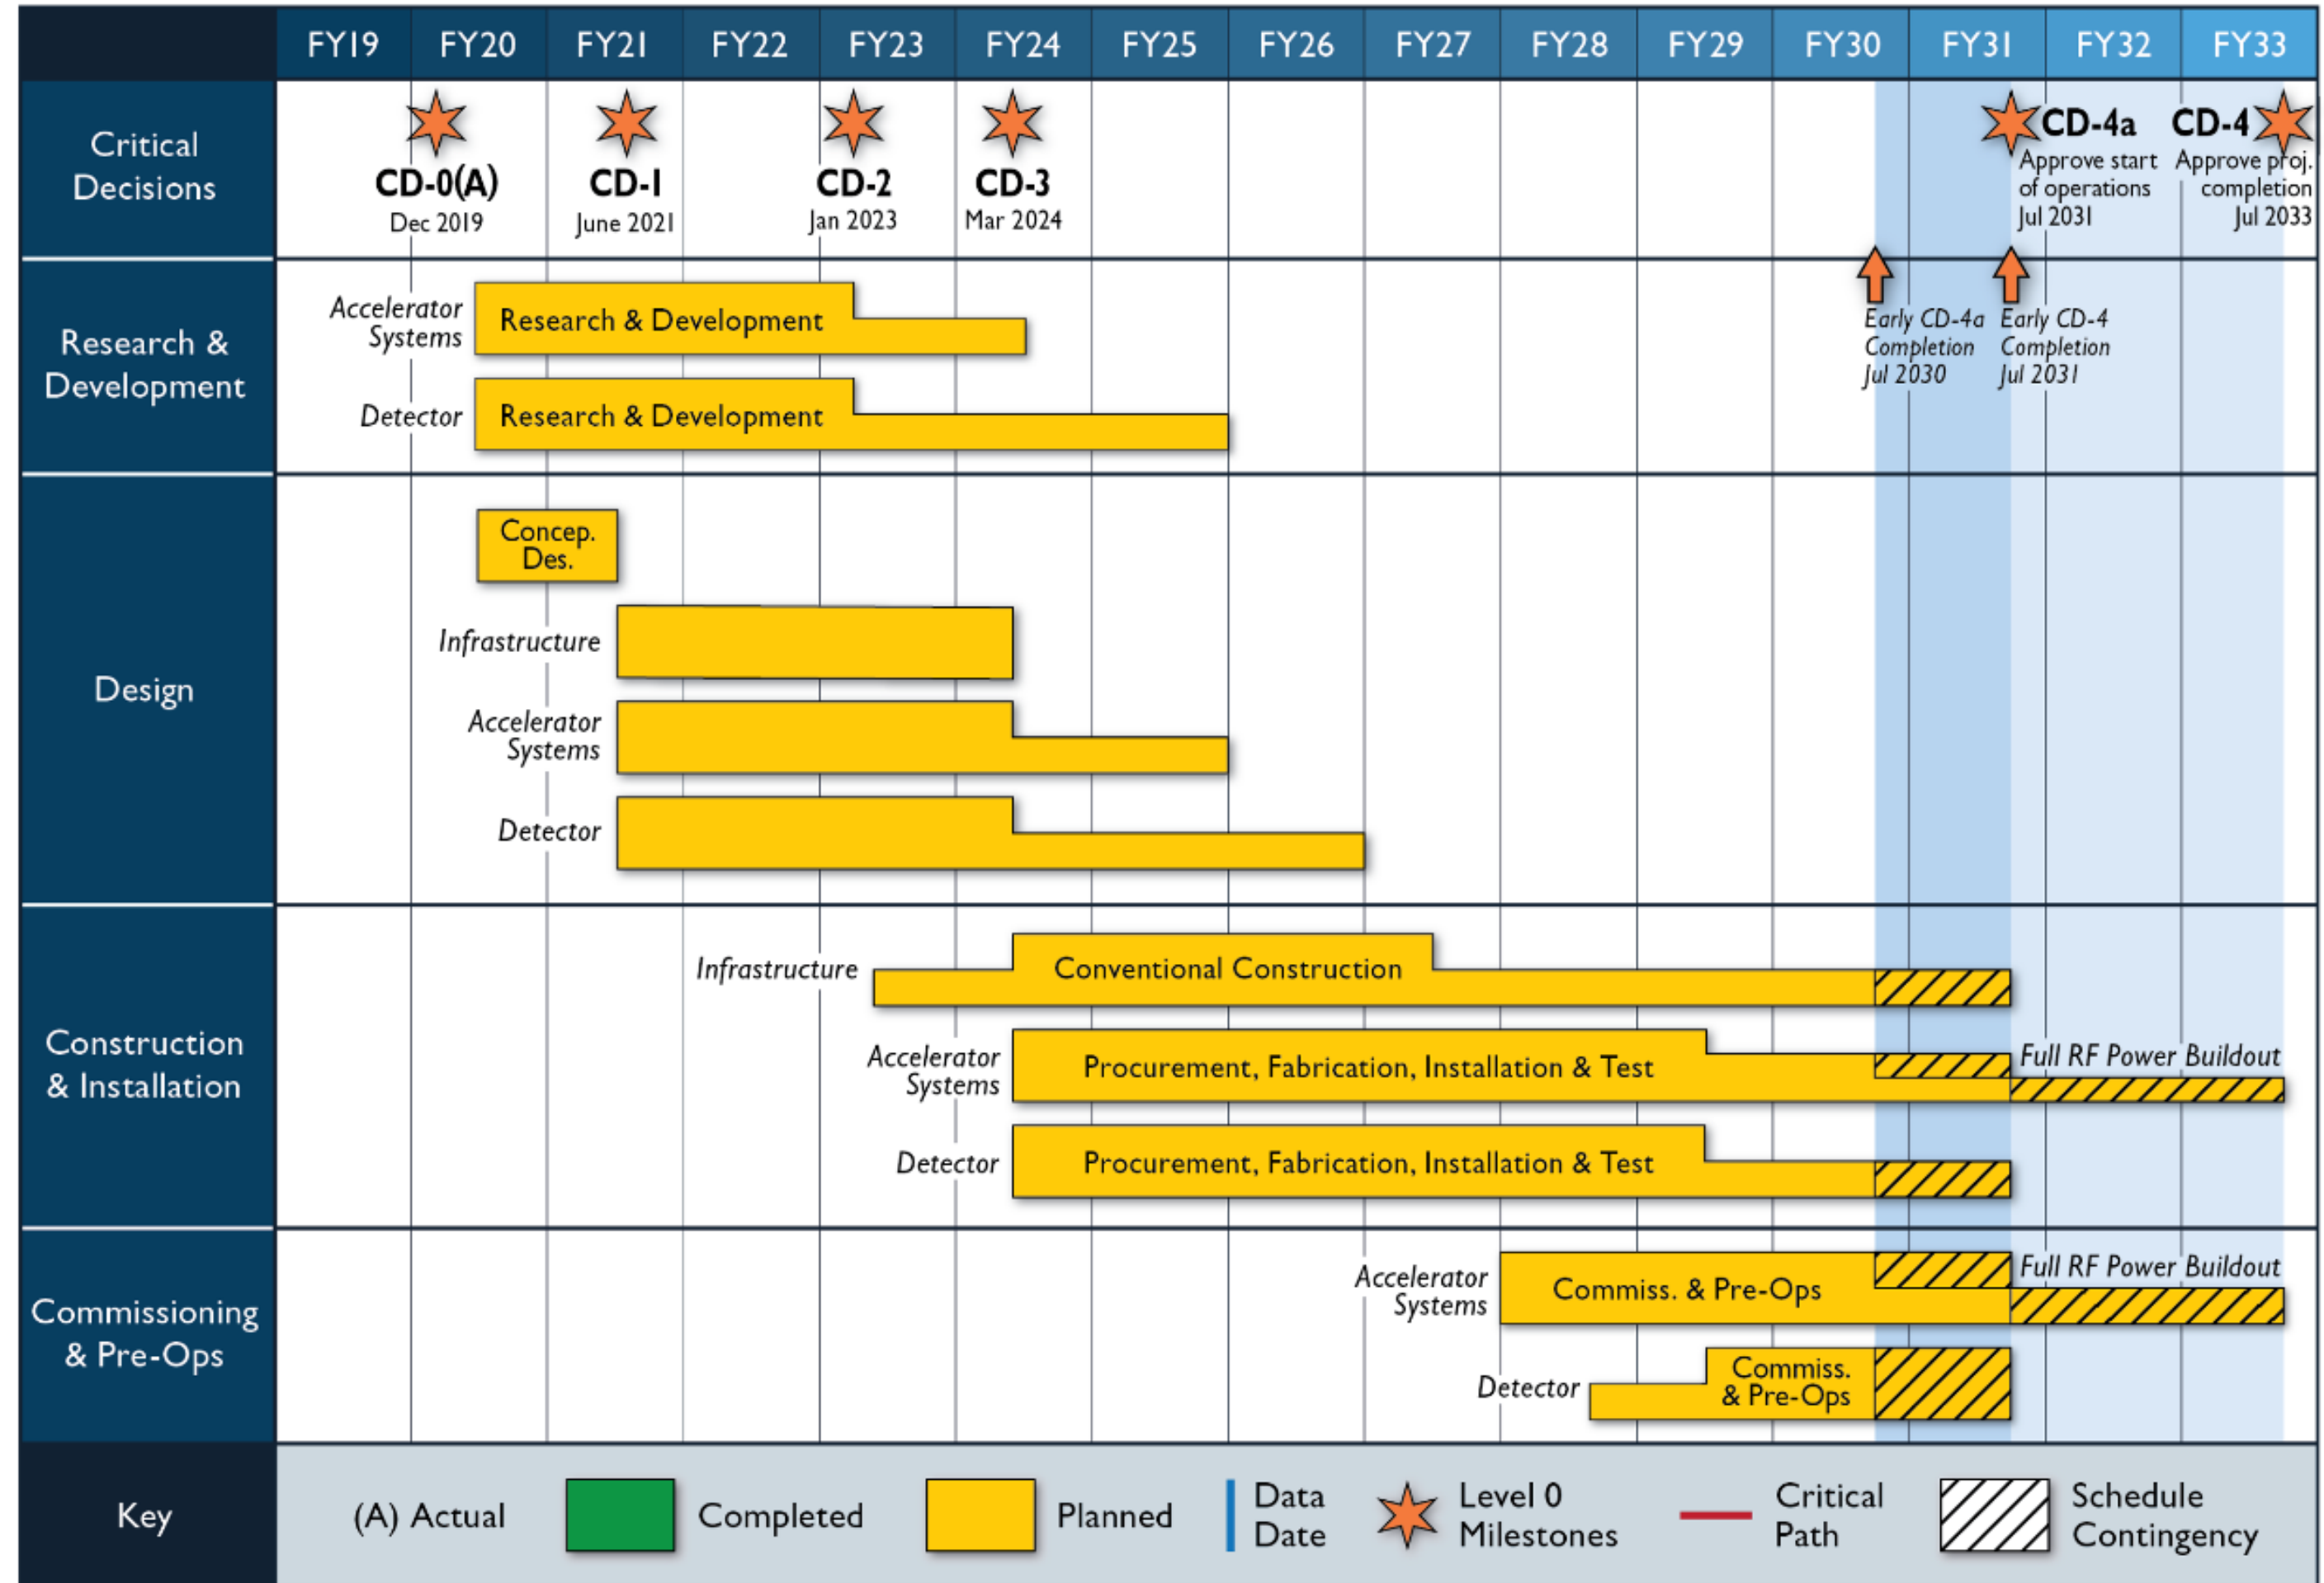 FY19 FY20 FY21 FY22 FY23 FY24 FY25 FY26 FY27 FY28 FY29 FY30 FY31 FY32 FY33
Critical
Decisions
CD-0(A)
Dec 2019
CD-1
June 2021
CD-2
Jan 2023
CD-3
Mar 2024
CD-4a
Approve start
of operations
Jul 2031
CD-4
Approve proj.
completion
Jul 2033
Research &
Development
Accelerator
Systems
Research & Development
Detector
Research & Development
Early CD-4a
Completion
Jul 2030
Early CD-4
Completion
Jul 2031
Design
Concep.
Des.
Infrastructure
Accelerator
Systems
Detector
Construction
& Installation
Infrastructure
Conventional Construction
Accelerator
Systems
Procurement, Fabrication, Installation & Test
Full RF Power Buildout
Detector
Procurement, Fabrication, Installation & Test
Commissioning
& Pre-Ops
Accelerator
Systems
Commiss. & Pre-Ops
Full RF Power Buildout
Detector
Commiss.
& Pre-Ops
Key
(A) Actual
Completed
Planned
Data
Date
Level 0
Milestones
Critical
Path
Schedule
Contingency